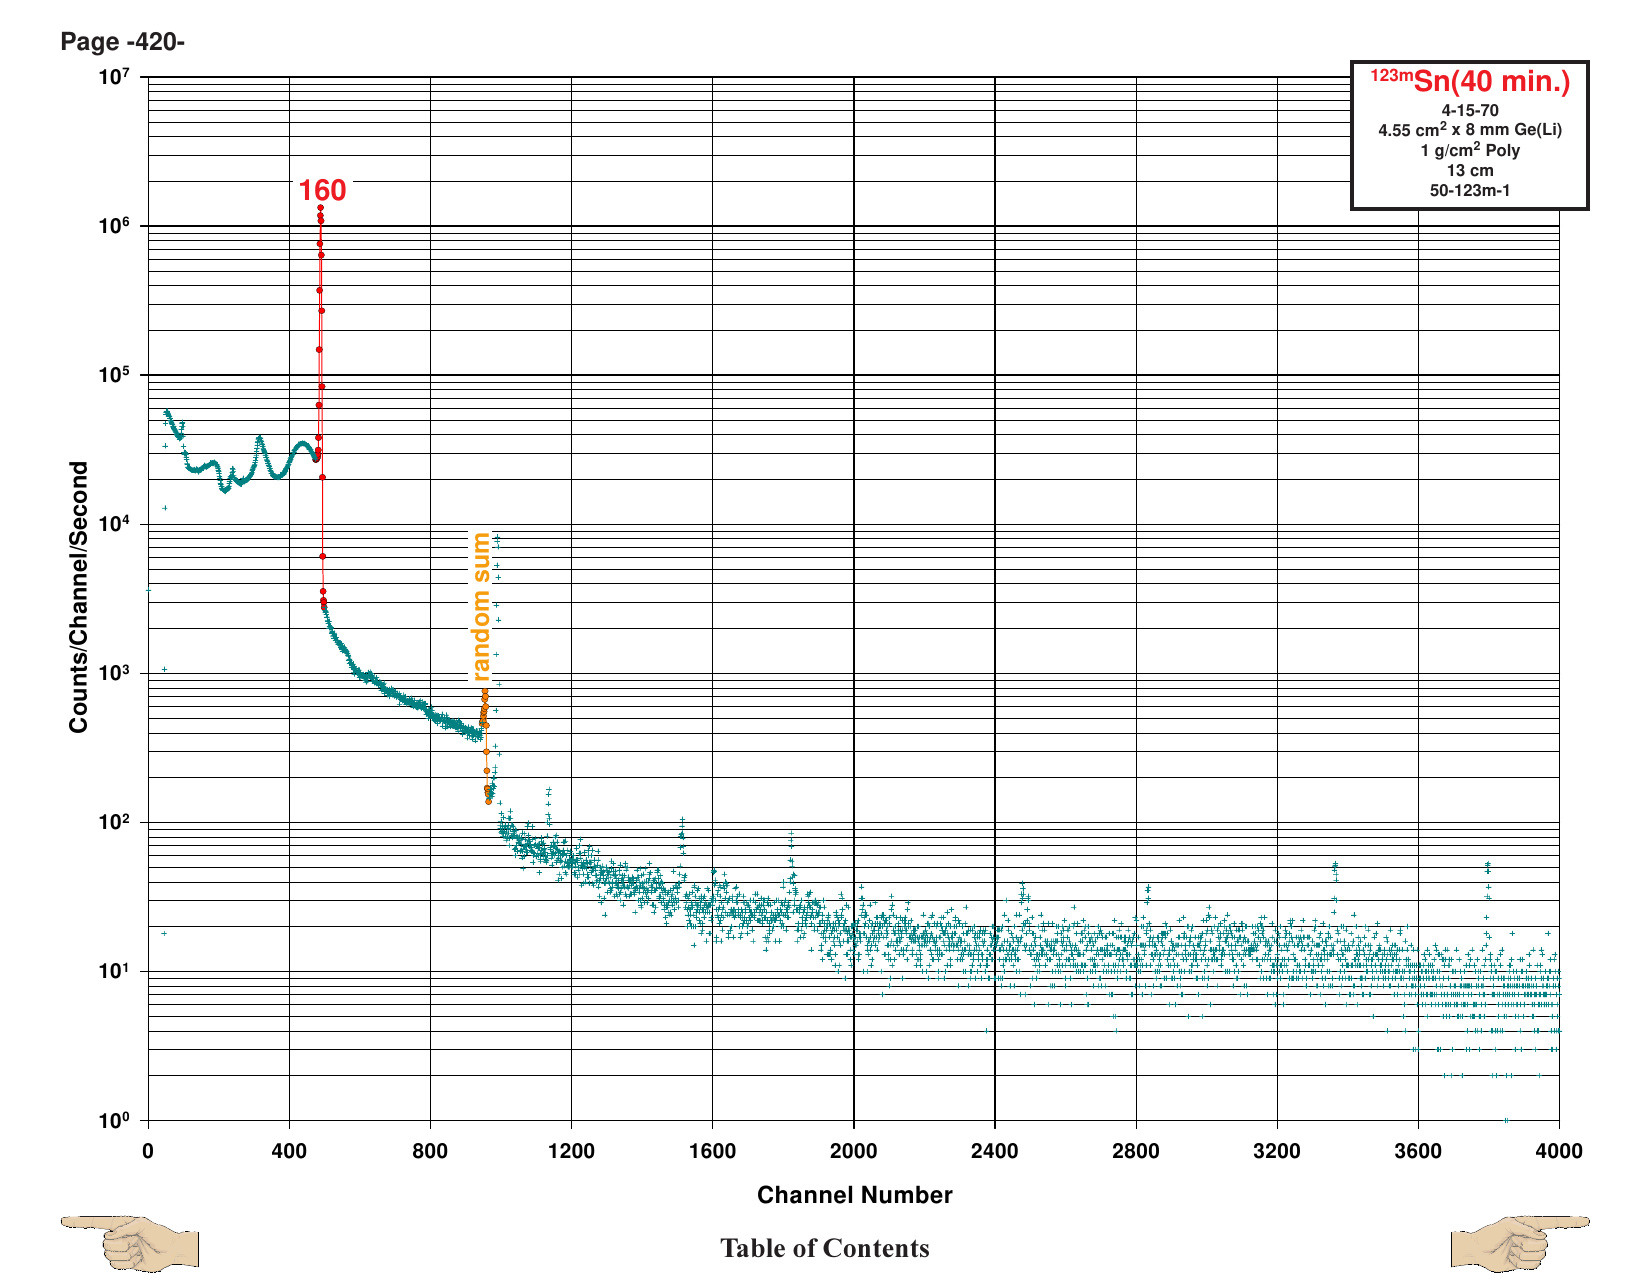 Page -420-
123mSn(40 min.)
4-15-70
4.55 cm2 x 8 mm Ge(Li)
1 g/cm2 Poly
13 cm
50-123m-1
160
random sum
Counts/Channel/Second
10⁷
10⁶
10⁵
10⁴
10³
10²
10¹
10⁰
0 400 800 1200 1600 2000 2400 2800 3200 3600 4000
Channel Number
Table of Contents